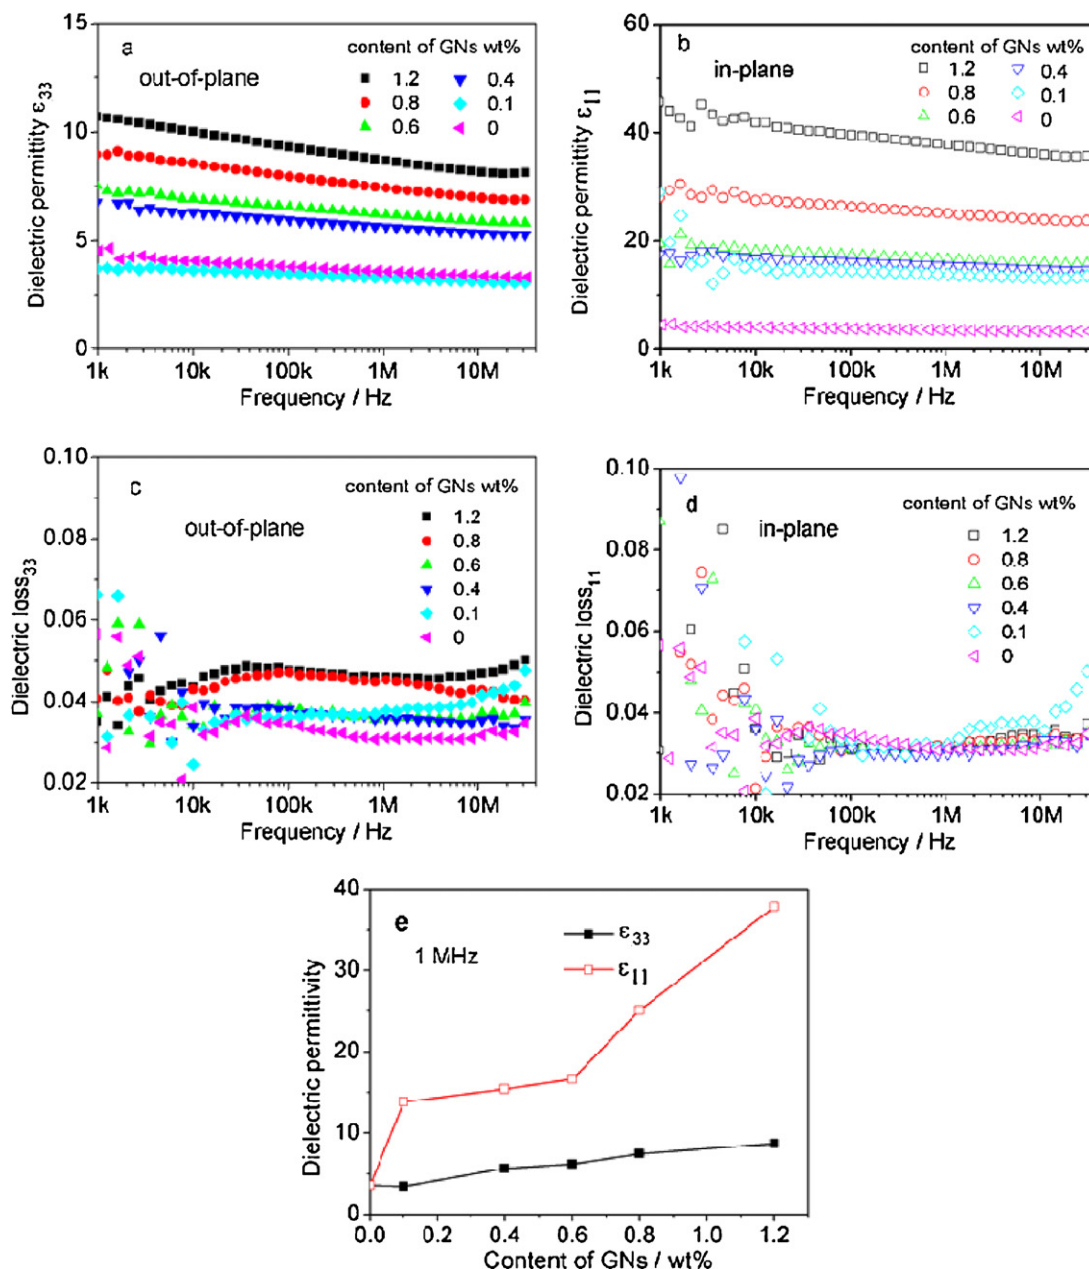 a
content of GNs wt%
out-of-plane
1.2
0.4
0.8
0.1
0.6
0
15
10
5
0
Dielectric permittity ε33
1k 10k 100k 1M 10M
Frequency / Hz
b
content of GNs wt%
in-plane
1.2
0.4
0.8
0.1
0.6
0
60
40
20
0
Dielectric permittity ε11
1k 10k 100k 1M 10M
Frequency / Hz
c
content of GNs wt%
out-of-plane
1.2
0.8
0.6
0.4
0.1
0
0.10
0.08
0.06
0.04
0.02
Dielectric loss33
1k 10k 100k 1M 10M
Frequency / Hz
d
content of GNs wt%
in-plane
1.2
0.8
0.6
0.4
0.1
0
0.10
0.08
0.06
0.04
0.02
Dielectric loss11
1k 10k 100k 1M 10M
Frequency / Hz
e
1 MHz
ε33
ε11
40
30
20
10
0
Dielectric permittivity
0.0 0.2 0.4 0.6 0.8 1.0 1.2
Content of GNs / wt%